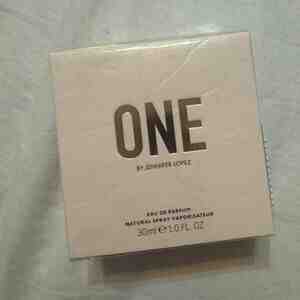 ONE
BY JENNIFER LOPEZ
EAU DE PARFUM
NATURAL SPRAY VAPORISATEUR
30ml ℮ 1.0 FL. OZ